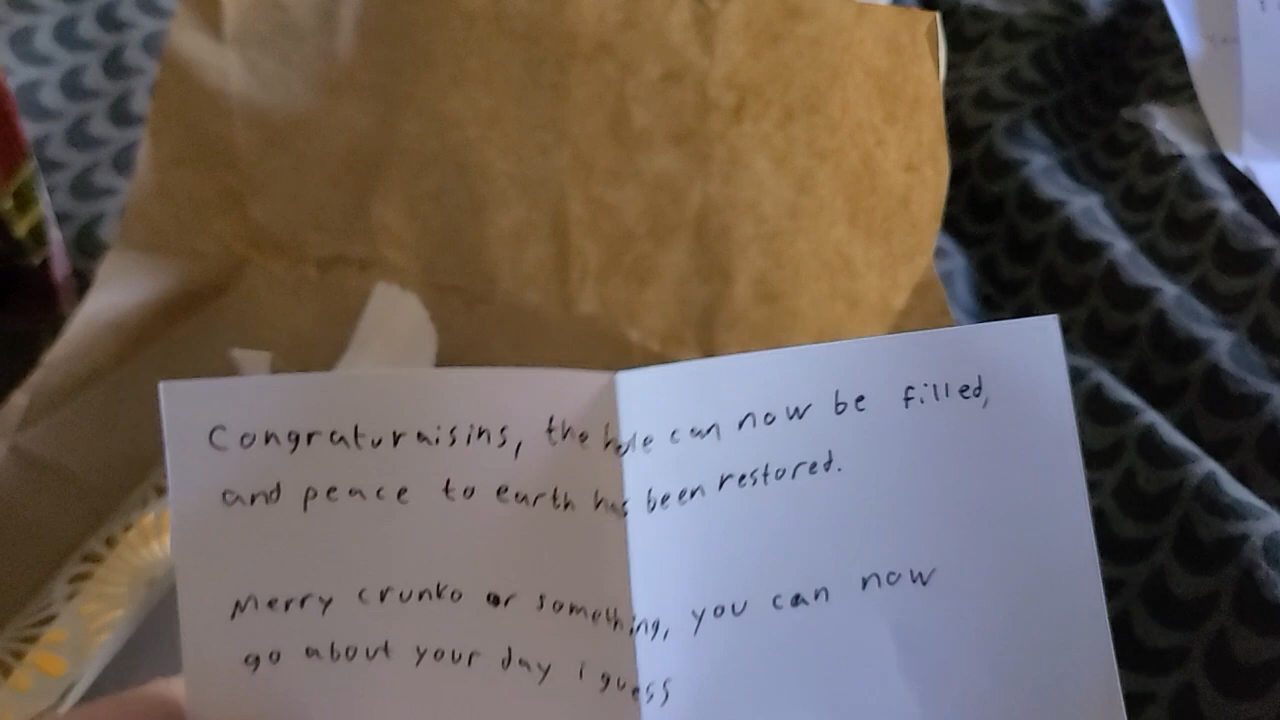 Congraturaisins, the hole can now be filled,
and peace to earth has been restored.
Merry crunko or something, you can now
go about your day i guess